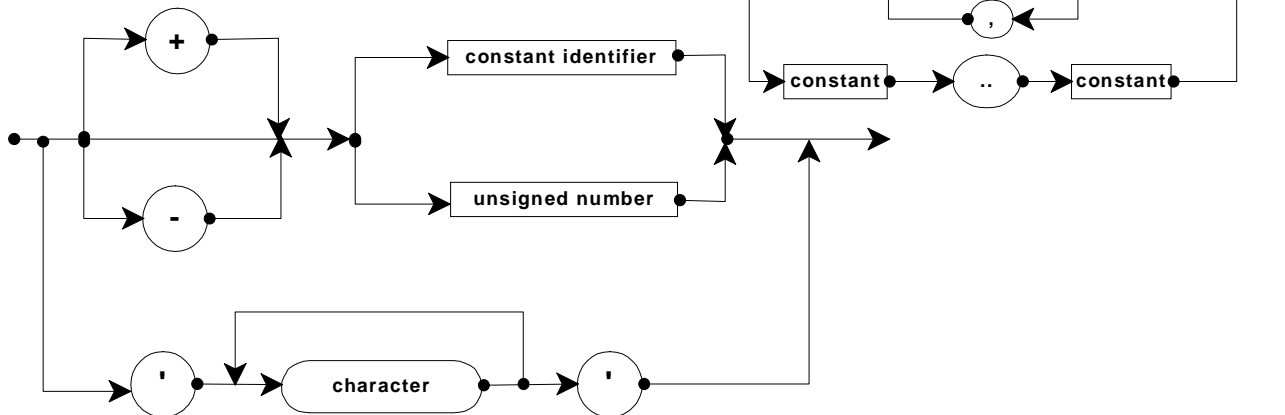 ,
+
constant identifier
constant
..
constant
unsigned number
-
'
character
'